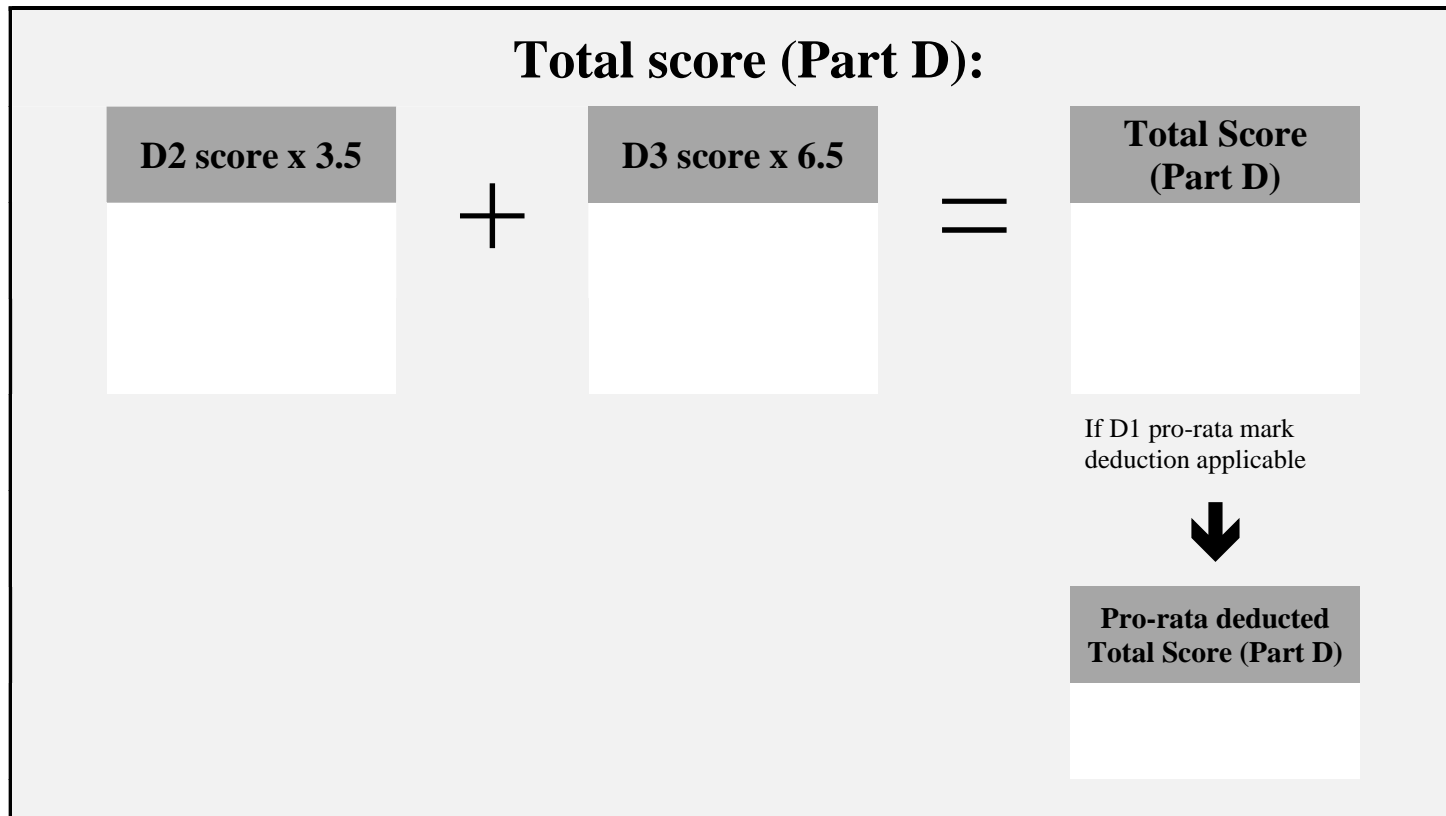 Total score (Part D):
D2 score x 3.5
+
D3 score x 6.5
=
Total Score
(Part D)
If D1 pro-rata mark
deduction applicable
Pro-rata deducted
Total Score (Part D)